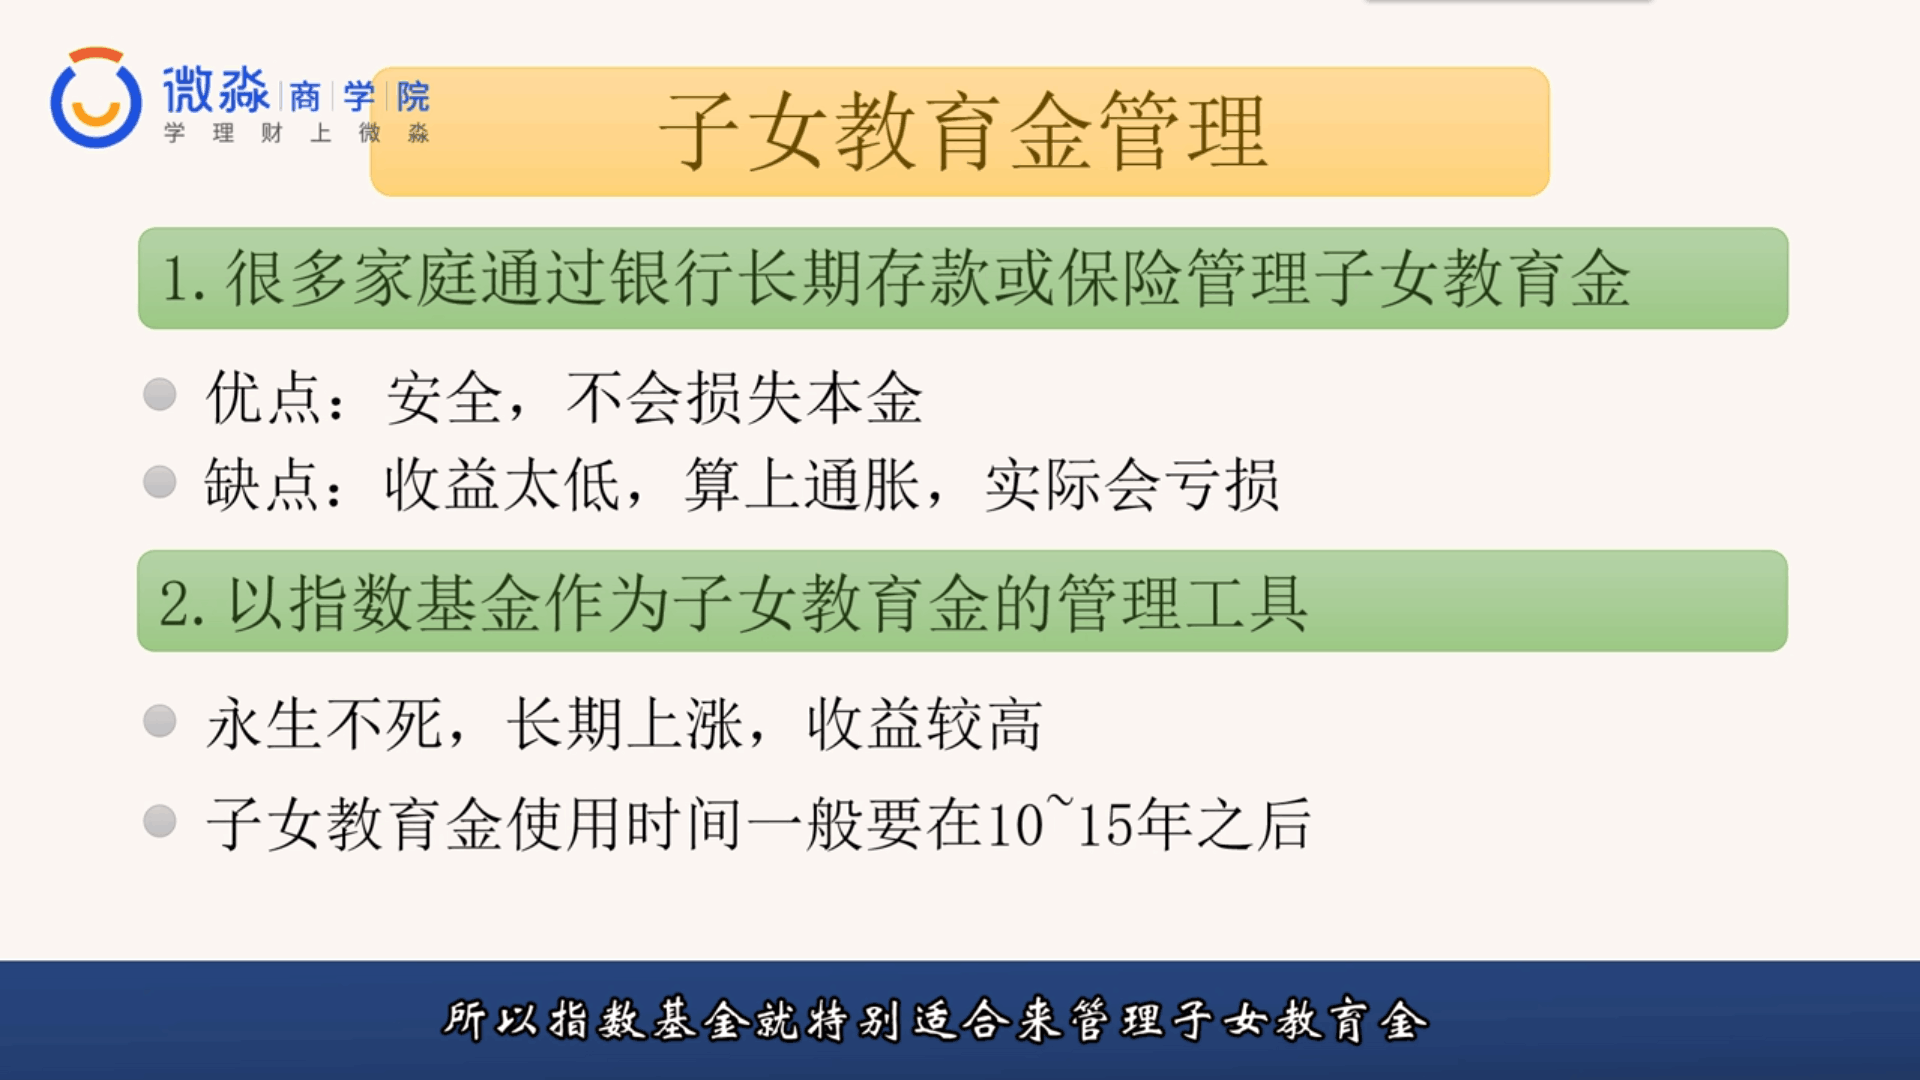 微淼商学院
学理财上微淼
子女教育金管理
1.很多家庭通过银行长期存款或保险管理子女教育金
优点：安全，不会损失本金
缺点：收益太低，算上通胀，实际会亏损
2.以指数基金作为子女教育金的管理工具
永生不死，长期上涨，收益较高
子女教育金使用时间一般要在10~15年之后
所以指数基金就特别适合来管理子女教育金